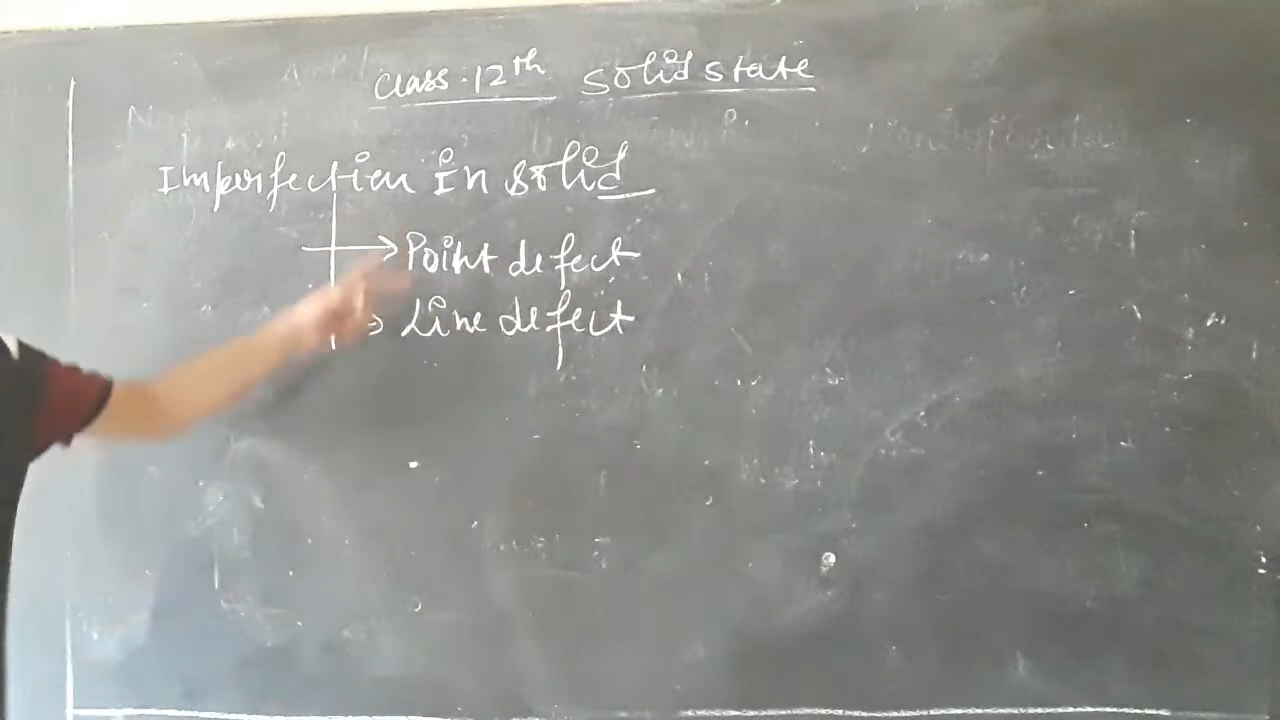 Class.12th Solid state
Imperfection In solid
Point defect
Line defect